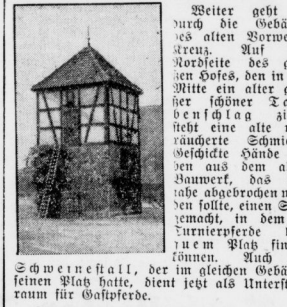 Weiter geht
durch die Gebä
des alten Vorwe
Kreuz. Auf
Nordseite des g
zen Hofes, den in
Mitte ein alter g
ßer schöner Ta
benschlag zi
steht eine alte
räucherte Schmi
Geschickte Hände
ben aus dem a
Bauwerk, das
nahe abgebrochen
den sollte, einen S
gemacht, in dem
Turnierpferde
Platz fin
können. Auch
Schweinestall, der im gleichen Gebä
seinen Platz hatte, dient jetzt als Unterst
raum für Gastpferde.